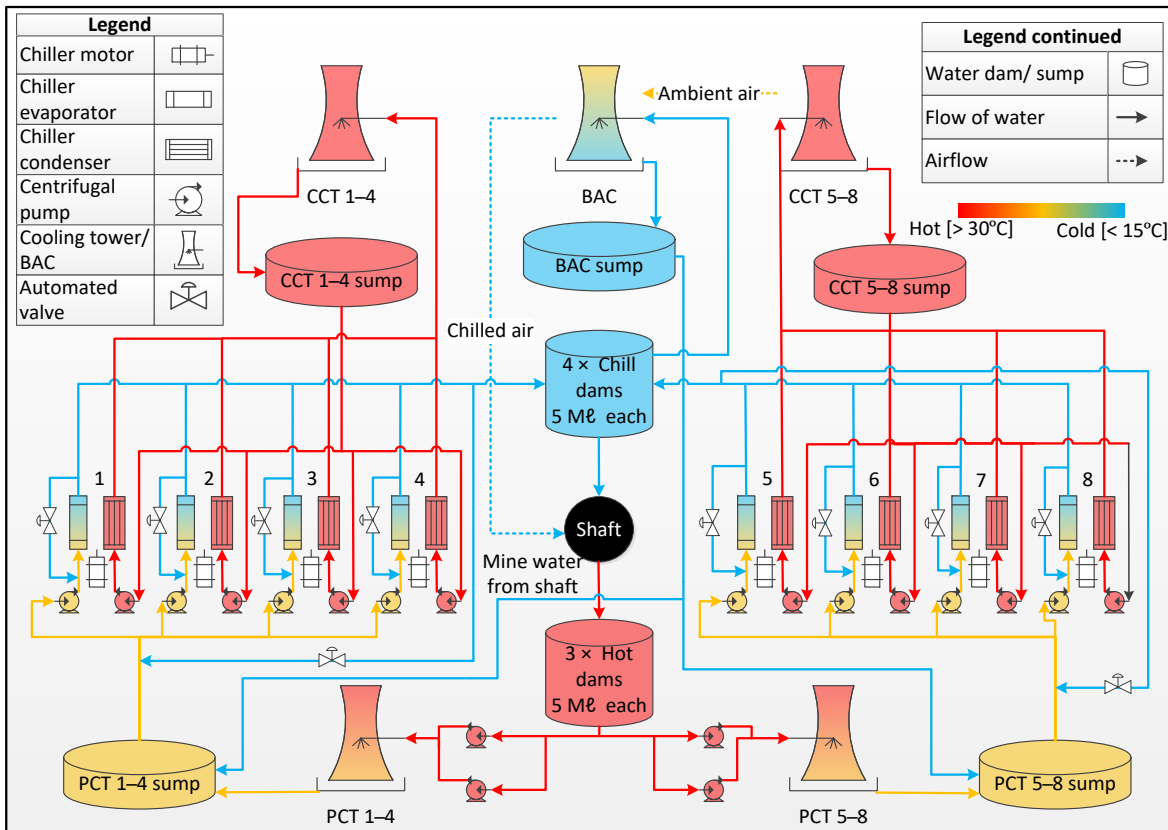 Legend
Chiller motor
Chiller
evaporator
Chiller
condenser
Centrifugal
pump
Cooling tower/
BAC
Automated
valve
Legend continued
Water dam/ sump
Flow of water
Airflow
Hot [> 30ºC]
Cold [< 15ºC]
Ambient air
CCT 1–4
BAC
CCT 5–8
CCT 1–4 sump
BAC sump
CCT 5–8 sump
Chilled air
4 × Chill
dams
5 Mℓ each
1
2
3
4
5
6
7
8
Shaft
Mine water
from shaft
3 × Hot
dams
5 Mℓ each
PCT 1–4 sump
PCT 1–4
PCT 5–8
PCT 5–8 sump